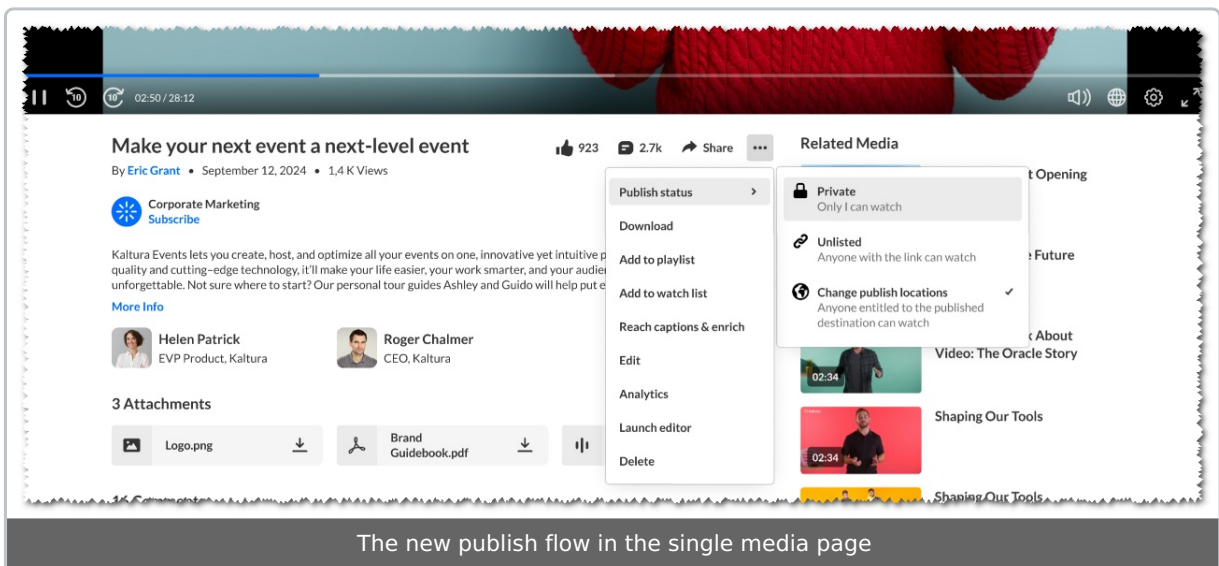 10
10
02:50 / 28:12
Make your next event a next-level event
923
2.7k
Share
By Eric Grant • September 12, 2024 • 1,4 K Views
Corporate Marketing
Subscribe
Kaltura Events lets you create, host, and optimize all your events on one, innovative yet intuitive
quality and cutting-edge technology, it'll make your life easier, your work smarter, and your
unforgettable. Not sure where to start? Our personal tour guides Ashley and Guido will help put
More Info
Helen Patrick
EVP Product, Kaltura
Roger Chalmer
CEO, Kaltura
3 Attachments
Logo.png
Brand
Guidebook.pdf
Publish status
Download
Add to playlist
Add to watch list
Reach captions & enrich
Edit
Analytics
Launch editor
Delete
Private
Only I can watch
Unlisted
Anyone with the link can watch
Change publish locations
Anyone entitled to the published
destination can watch
Related Media
Opening
Future
About
Video: The Oracle Story
02:34
Shaping Our Tools
02:34
Shaping Our Tools
The new publish flow in the single media page